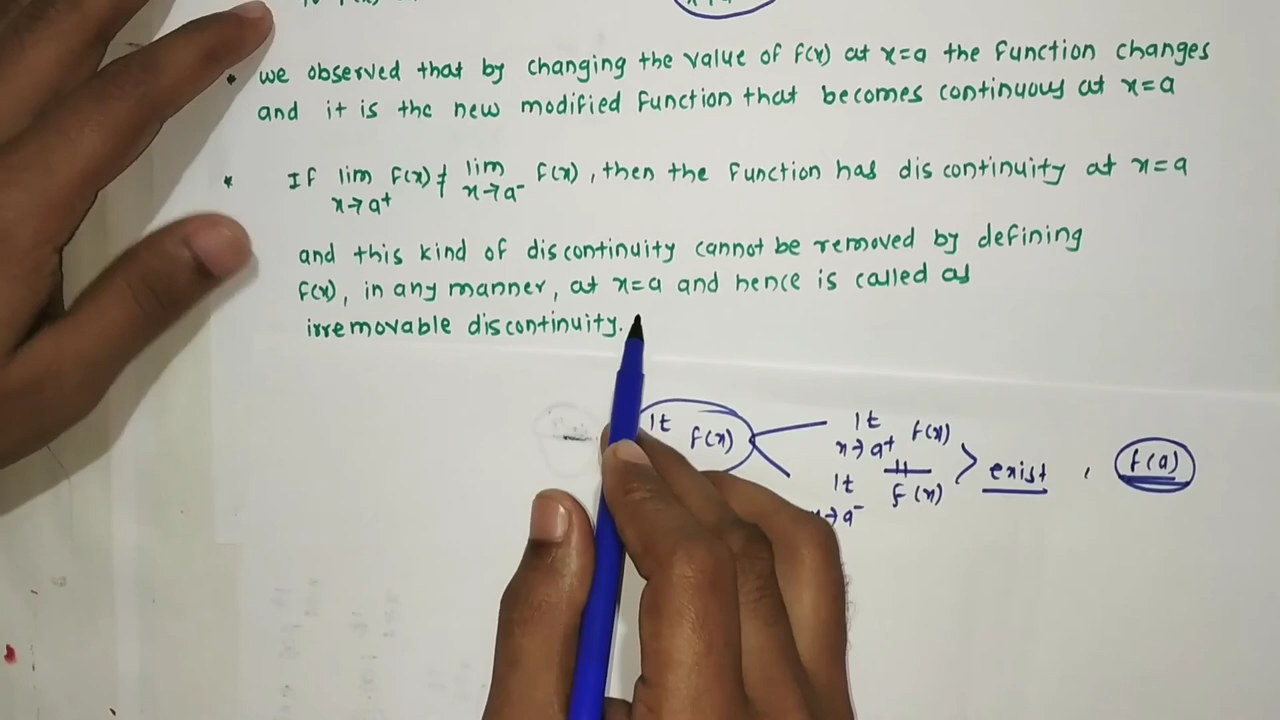 we observed that by changing the value of f(x) at x=a the function changes
and it is the new modified function that becomes continuous at x=a
* If lim f(x) ≠ lim f(x), then the function has discontinuity at x=a
x→a⁺ x→a⁻
and this kind of discontinuity cannot be removed by defining
f(x), in any manner, at x=a and hence is called as
irremovable discontinuity.
lt f(x)
lt f(x)
x→a⁺
lt f(x)
x→a⁻
exist , f(a)